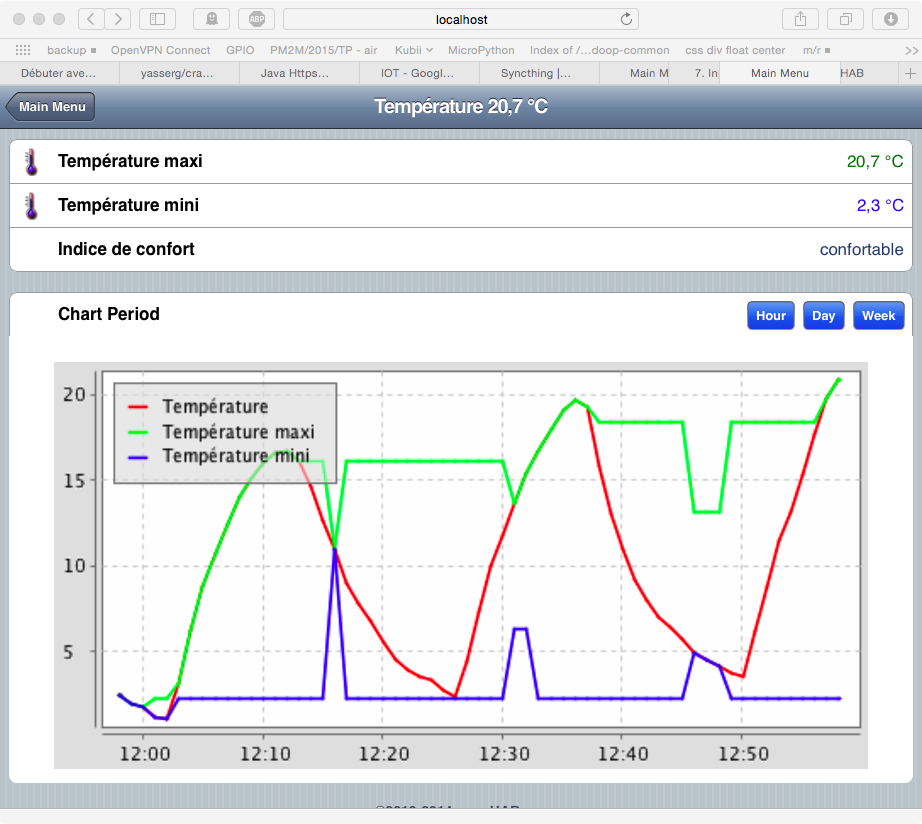 localhost
ABP
backup
OpenVPN Connect
GPIO
PM2M/2015/TP - air
Kubii
MicroPython
Index of /...doop-common
css div float center
m/r
Débuter ave...
yasserg/cra...
Java Https...
IOT - Googl...
Syncthing |...
Main M
7. In
Main Menu
HAB
Main Menu
Température 20,7 °C
Température maxi
20,7 °C
Température mini
2,3 °C
Indice de confort
confortable
Chart Period
Hour
Day
Week
Température
Température maxi
Température mini
20
15
10
5
12:00
12:10
12:20
12:30
12:40
12:50